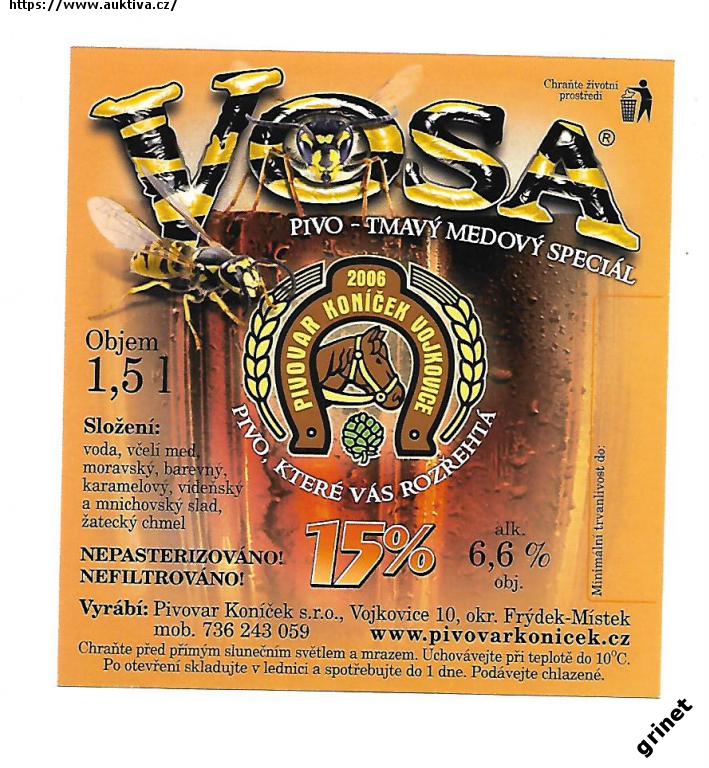 https://www.auktiva.cz/
Chraňte životní
prostředí
VOSA®
PIVO - TMAVÝ MEDOVÝ SPECIÁL
2006
PIVOVAR KONÍČEK VOJKOVICE
PIVO, KTERÉ VÁS ROZŘEHTÁ
Objem
1,5 l
Složení:
voda, včelí med,
moravský, barevný,
karamelový, vídeňský
a mnichovský slad,
žatecký chmel
NEPASTERIZOVÁNO!
NEFILTROVÁNO!
15%
alk.
6,6 %
obj.
Minimální trvanlivost do:
Vyrábí: Pivovar Koníček s.r.o., Vojkovice 10, okr. Frýdek-Místek
mob. 736 243 059 www.pivovarkonicek.cz
Chraňte před přímým slunečním světlem a mrazem. Uchovávejte při teplotě do 10°C.
Po otevření skladujte v lednici a spotřebujte do 1 dne. Podávejte chlazené.
grinet